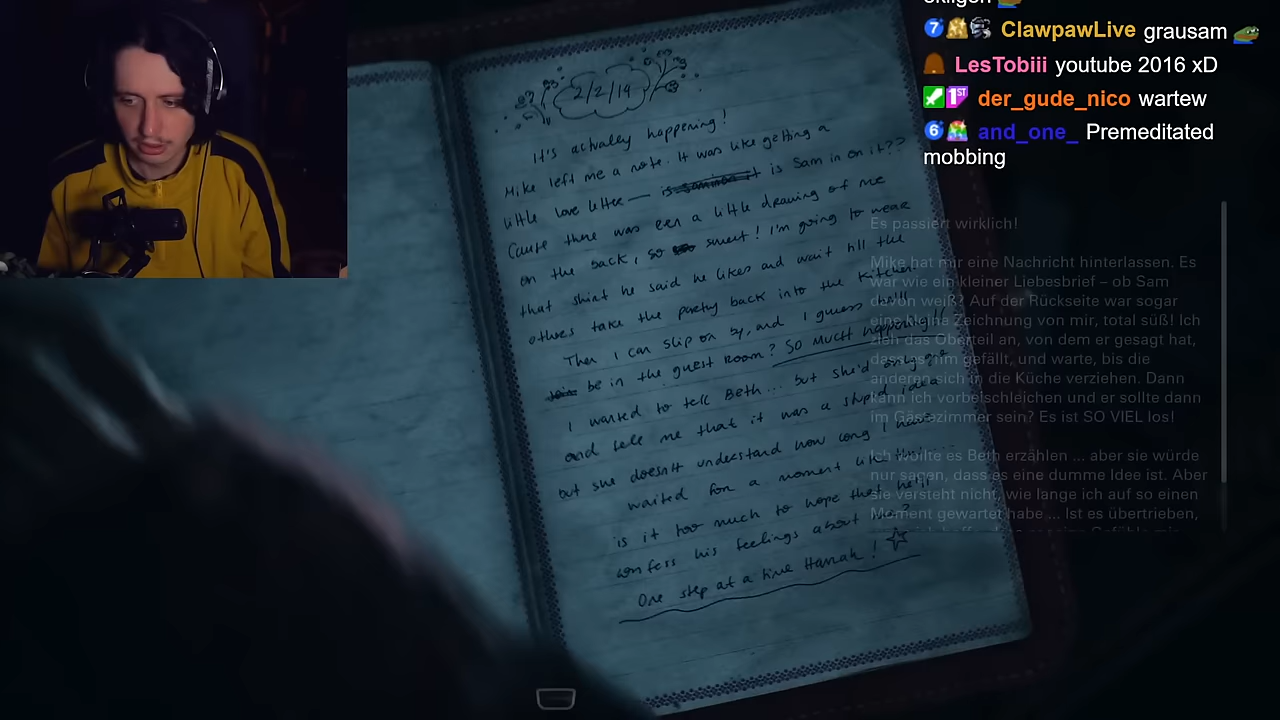 ClawpawLive grausam
LesTobiii youtube 2016 xD
der_gude_nico wartew
and_one_ Premeditated
mobbing
2/2/14
It's actually happening!
Mike left me a note. It was like getting a
little love letter — is Sam in on it??
Cause there was even a little drawing of me
on the back, so sweet! I'm going to wear
that shirt he said he likes and wait till the
others take the party back into the kitchen.
Then I can slip on by, and I guess he'll
be in the guest room? SO MUCH happening!!
I wanted to tell Beth... but she'd only
and tell me that it was a stupid idea
but she doesn't understand how long I have
waited for a moment like this...
is it too much to hope that he'll
confess his feelings about me?
One step at a time Hannah!
Es passiert wirklich!
Mike hat mir eine Nachricht hinterlassen. Es
war wie ein kleiner Liebesbrief – ob Sam
davon weiß? Auf der Rückseite war sogar
eine kleine Zeichnung von mir, total süß! Ich
zieh das Oberteil an, von dem er gesagt hat,
dass es ihm gefällt, und warte, bis die
anderen sich in die Küche verziehen. Dann
kann ich vorbeischleichen und er sollte dann
im Gästezimmer sein? Es ist SO VIEL los!
Ich wollte es Beth erzählen ... aber sie würde
nur sagen, dass es eine dumme Idee ist. Aber
sie versteht nicht, wie lange ich auf so einen
Moment gewartet habe ... Ist es übertrieben,